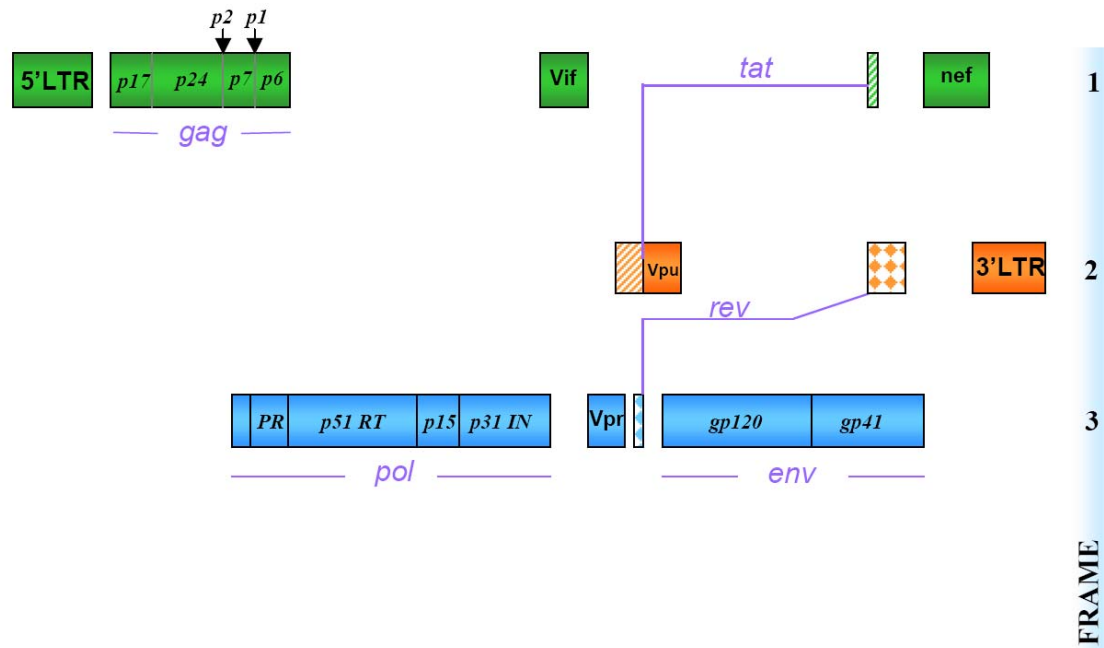 p2 p1
5'LTR p17 p24 p7 p6 Vif tat nef 1
gag
Vpu 3'LTR 2
rev
PR p51 RT p15 p31 IN Vpr gp120 gp41 3
pol env
FRAME